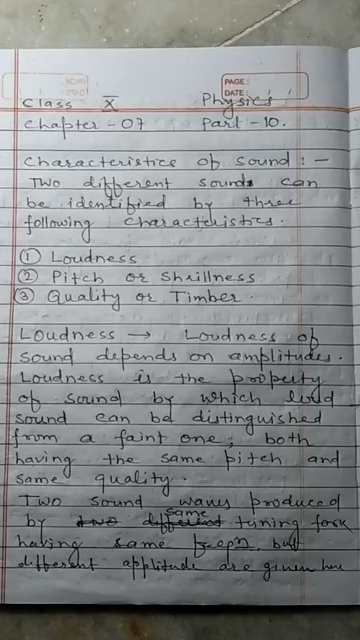 PAGE:
DATE:
Class X Physics
Chapter - 07 Part - 10.
Characteristics of sound :-
Two different sounds can
be identified by three
following characteristics.
① Loudness
② Pitch or Shrillness
③ Quality or Timber.
Loudness → Loudness of
sound depends on amplitudes.
Loudness is the property
of sound by which loud
sound can be distinguished
from a faint one, both
having the same pitch and
same quality.
Two sound waves produced
by same tuning fork
having same but
different applitude are given